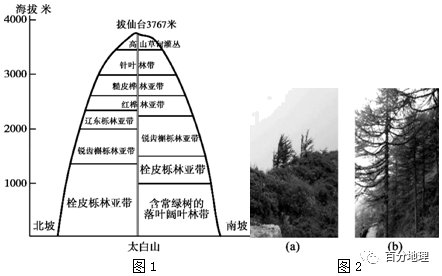 海拔 米
拔仙台3767米
4000
高山草甸灌丛
针叶林带
3000
糙皮桦林亚带
红桦林亚带
辽东栎林亚带
2000
锐齿槲栎林亚带
锐齿槲栎林亚带
栓皮栎林亚带
1000
栓皮栎林亚带
含常绿树的
落叶阔叶林带
北坡
南坡
太白山
(a)
(b)
图1
图2
百分地理